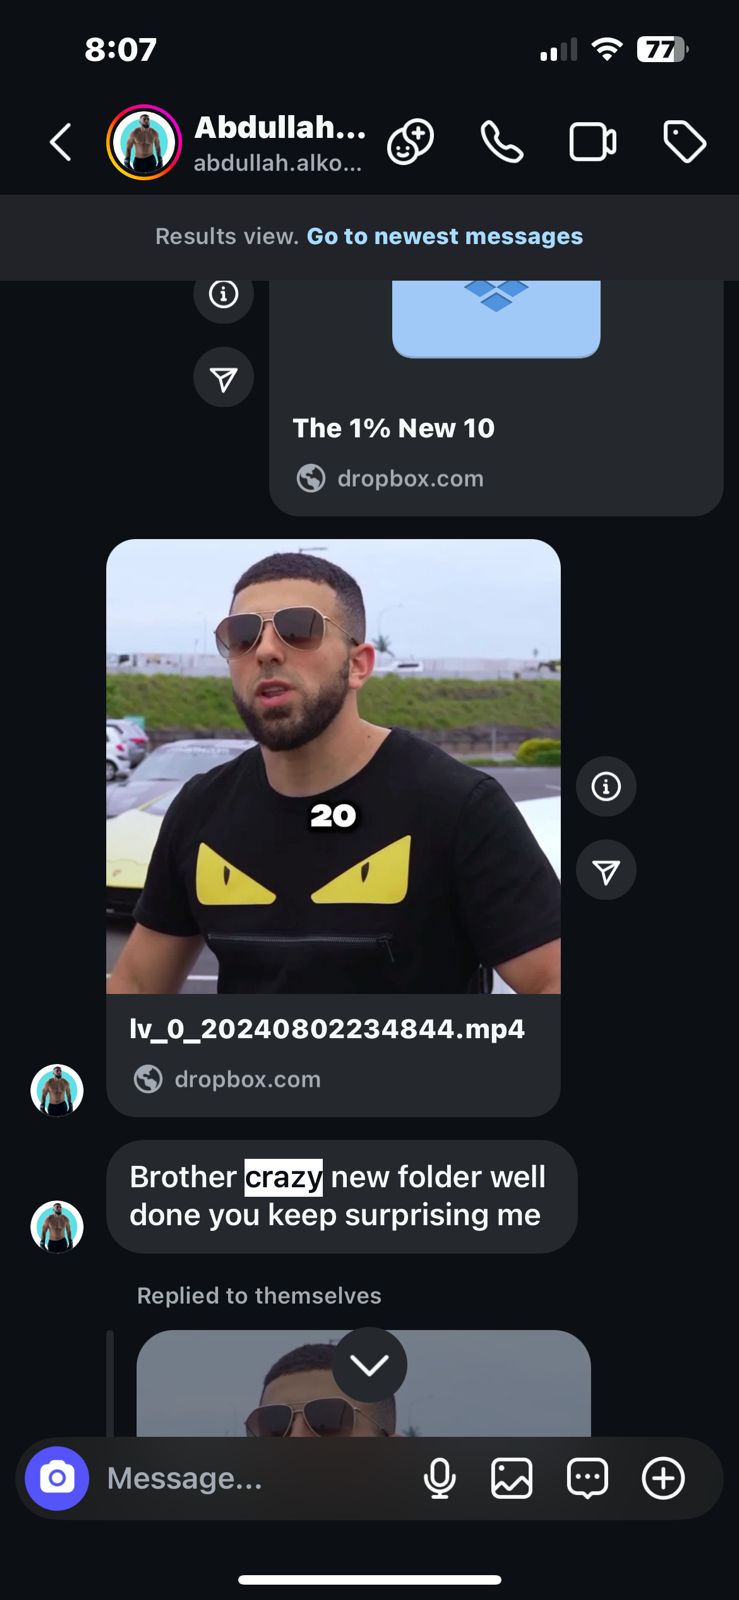 8:07
77
Abdullah...
abdullah.alko...
Results view. Go to newest messages
The 1% New 10
dropbox.com
20
lv_0_20240802234844.mp4
dropbox.com
Brother crazy new folder well
done you keep surprising me
Replied to themselves
Message...